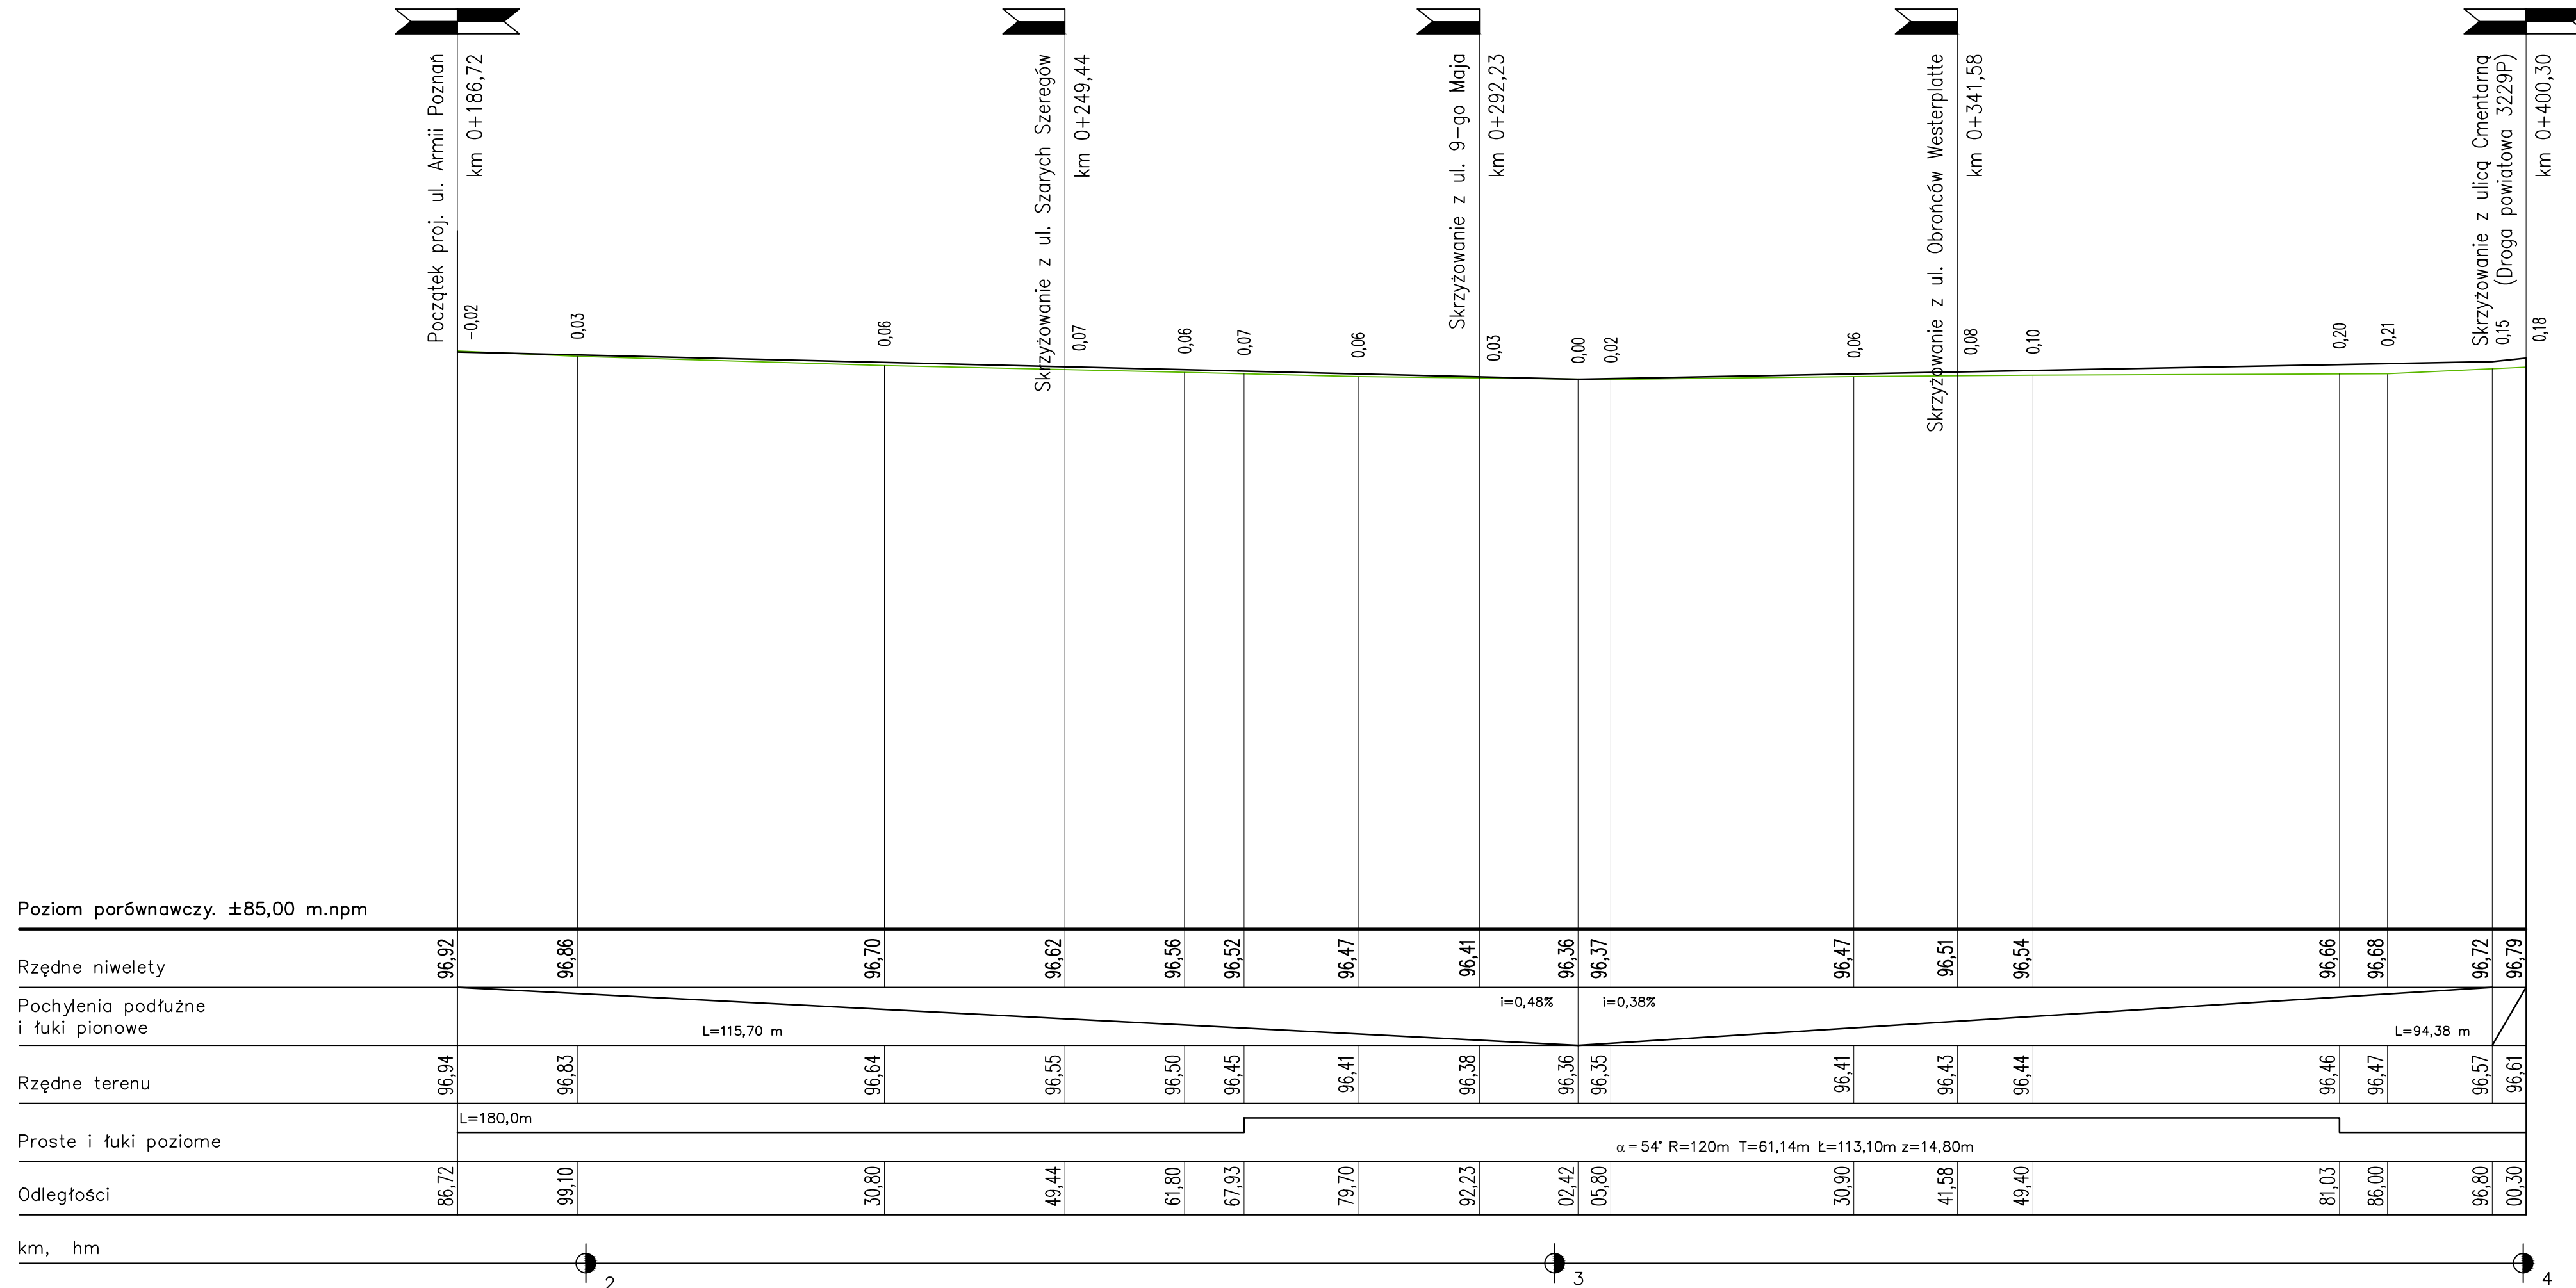 Początek proj. ul. Armii Poznań
km 0+186,72
Skrzyżowanie z ul. Szarych Szeregów
km 0+249,44
Skrzyżowanie z ul. 9-go Maja
km 0+292,23
Skrzyżowanie z ul. Obrońców Westerplatte
km 0+341,58
Skrzyżowanie z ulicą Cmentarną
(Droga powiatowa 3229P)
km 0+400,30
-0,02 0,03 0,06 0,07 0,06 0,07 0,06 0,03 0,00 0,02 0,06 0,08 0,10 0,20 0,21 0,15 0,18
Poziom porównawczy. ±85,00 m.npm
Rzędne niwelety 96,92 96,86 96,70 96,62 96,56 96,52 96,47 96,41 96,36 96,37 96,47 96,51 96,54 96,66 96,68 96,72 96,79
Pochylenia podłużne
i łuki pionowe
i=0,48% i=0,38%
L=115,70 m L=94,38 m
Rzędne terenu 96,94 96,83 96,64 96,55 96,50 96,45 96,41 96,38 96,36 96,35 96,41 96,43 96,44 96,46 96,47 96,57 96,61
Proste i łuki poziome
L=180,0m
α = 54° R=120m T=61,14m Ł=113,10m z=14,80m
Odległości 86,72 99,10 30,80 49,44 61,80 67,93 79,70 92,23 02,42 05,80 30,90 41,58 49,40 81,03 86,00 96,80 00,30
km, hm
2 3 4